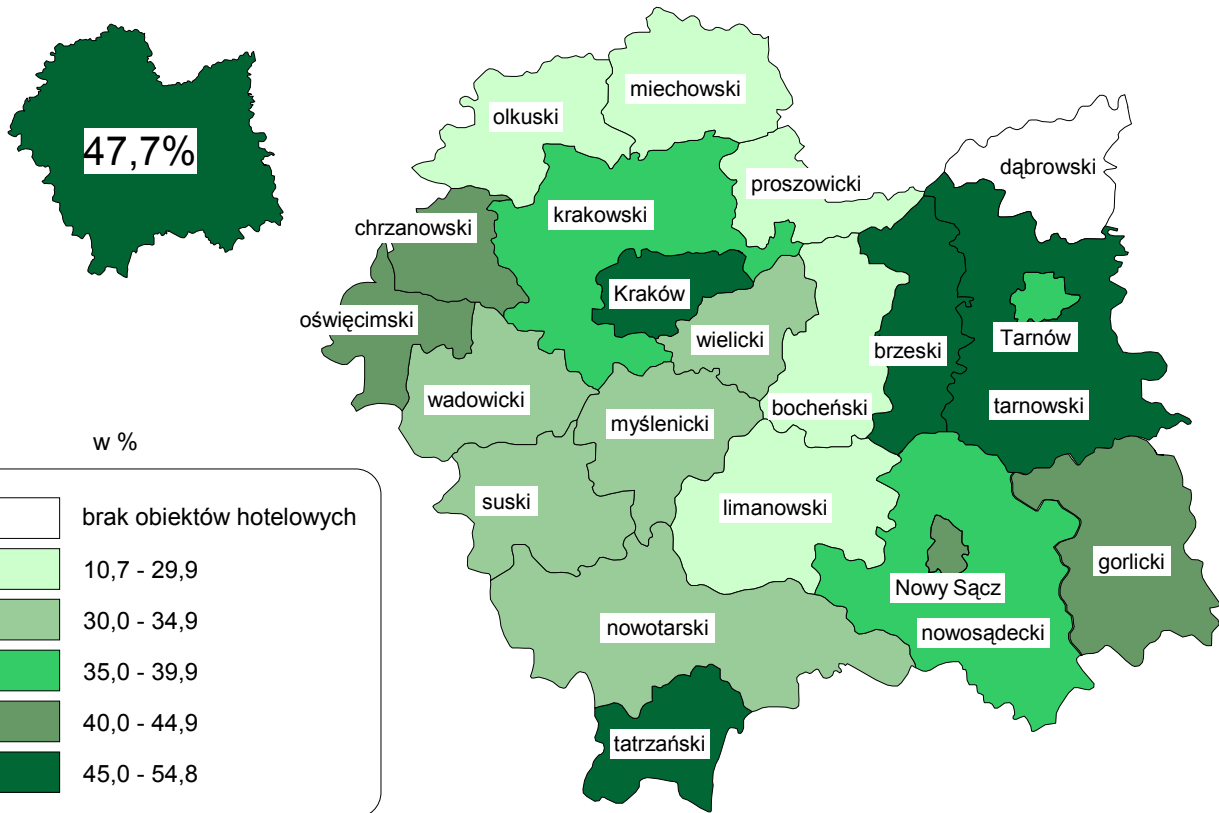 47,7%
miechowski
olkuski
proszowicki
dąbrowski
krakowski
chrzanowski
Kraków
oświęcimski
wielicki
brzeski
Tarnów
wadowicki
bocheński
tarnowski
myślenicki
suski
limanowski
gorlicki
Nowy Sącz
nowotarski
nowosądecki
tatrzański
w %
brak obiektów hotelowych
10,7 - 29,9
30,0 - 34,9
35,0 - 39,9
40,0 - 44,9
45,0 - 54,8